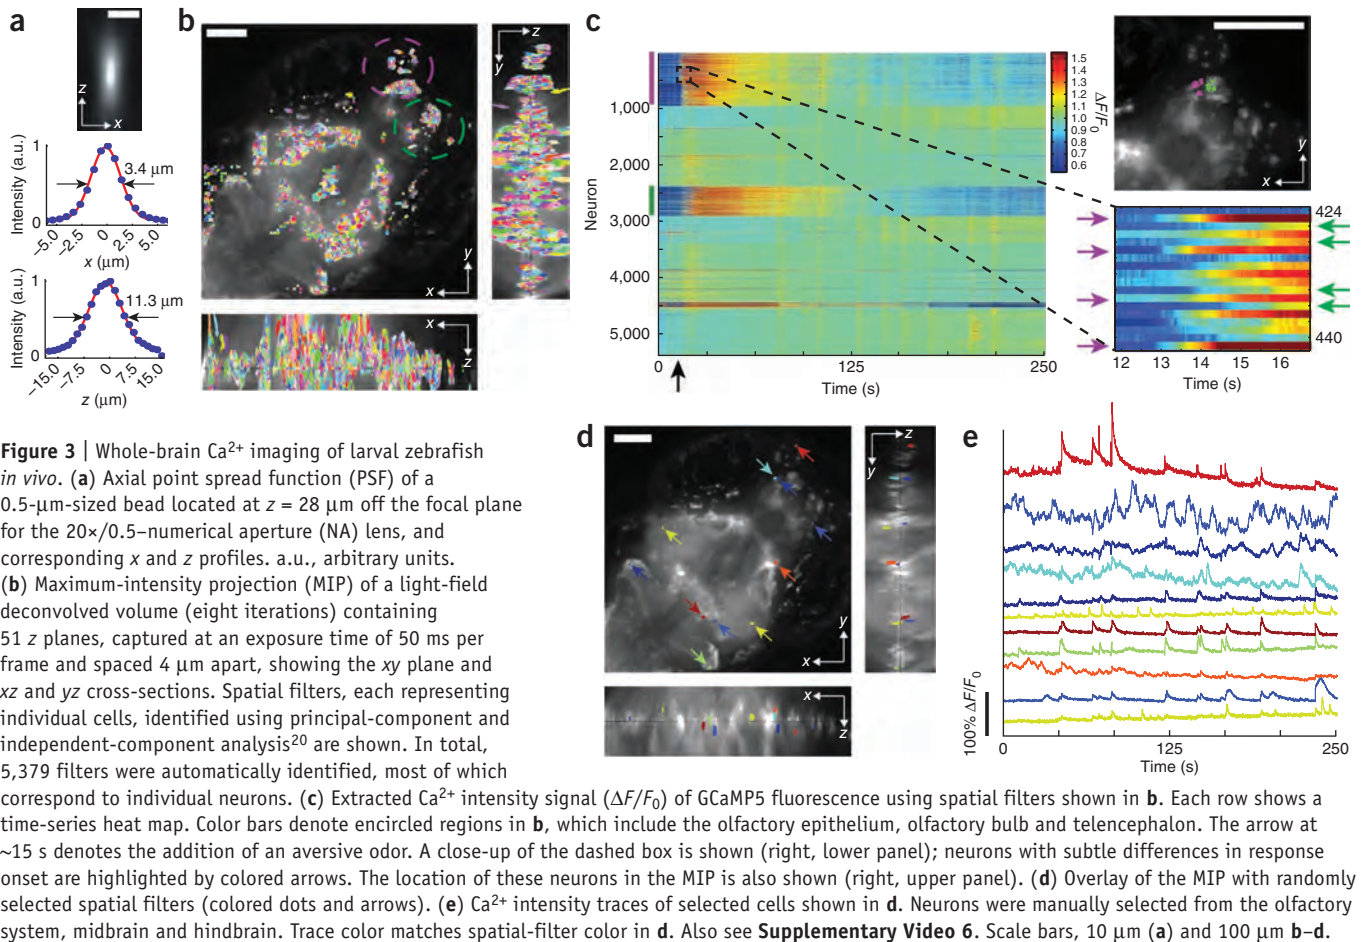 a
z
x
Intensity (a.u.)
1
0
3.4 µm
–5.0
–2.5
0
2.5
5.0
x (µm)
Intensity (a.u.)
1
0
11.3 µm
–15.0
–7.5
0
7.5
15.0
z (µm)
b
y
x
z
y
x
z
c
Neuron
1,000
2,000
3,000
4,000
5,000
0
125
250
Time (s)
1.5
1.4
1.3
1.2
1.1
1.0
0.9
0.8
0.7
0.6
ΔF/F0
y
x
424
440
12
13
14
15
16
Time (s)
d
y
x
z
y
x
z
e
100% ΔF/F0
0
125
250
Time (s)
Figure 3 | Whole-brain Ca2+ imaging of larval zebrafish
in vivo. (a) Axial point spread function (PSF) of a
0.5-µm-sized bead located at z = 28 µm off the focal plane
for the 20×/0.5–numerical aperture (NA) lens, and
corresponding x and z profiles. a.u., arbitrary units.
(b) Maximum-intensity projection (MIP) of a light-field
deconvolved volume (eight iterations) containing
51 z planes, captured at an exposure time of 50 ms per
frame and spaced 4 µm apart, showing the xy plane and
xz and yz cross-sections. Spatial filters, each representing
individual cells, identified using principal-component and
independent-component analysis20 are shown. In total,
5,379 filters were automatically identified, most of which
correspond to individual neurons. (c) Extracted Ca2+ intensity signal (ΔF/F0) of GCaMP5 fluorescence using spatial filters shown in b. Each row shows a
time-series heat map. Color bars denote encircled regions in b, which include the olfactory epithelium, olfactory bulb and telencephalon. The arrow at
~15 s denotes the addition of an aversive odor. A close-up of the dashed box is shown (right, lower panel); neurons with subtle differences in response
onset are highlighted by colored arrows. The location of these neurons in the MIP is also shown (right, upper panel). (d) Overlay of the MIP with randomly
selected spatial filters (colored dots and arrows). (e) Ca2+ intensity traces of selected cells shown in d. Neurons were manually selected from the olfactory
system, midbrain and hindbrain. Trace color matches spatial-filter color in d. Also see Supplementary Video 6. Scale bars, 10 µm (a) and 100 µm b–d.